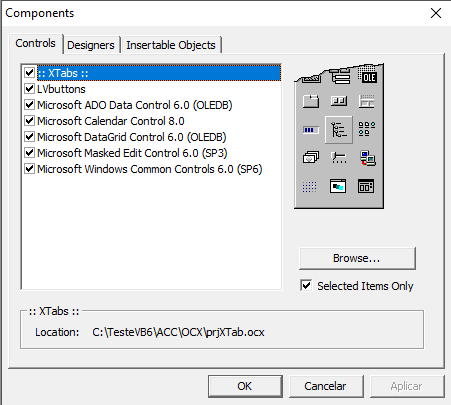 Components
Controls
Designers
Insertable Objects
:: XTabs ::
LVbuttons
Microsoft ADO Data Control 6.0 (OLEDB)
Microsoft Calendar Control 8.0
Microsoft DataGrid Control 6.0 (OLEDB)
Microsoft Masked Edit Control 6.0 (SP3)
Microsoft Windows Common Controls 6.0 (SP6)
OLE
Browse...
Selected Items Only
:: XTabs ::
Location: C:\TesteVB6\ACC\OCX\prjXTab.ocx
OK
Cancelar
Aplicar